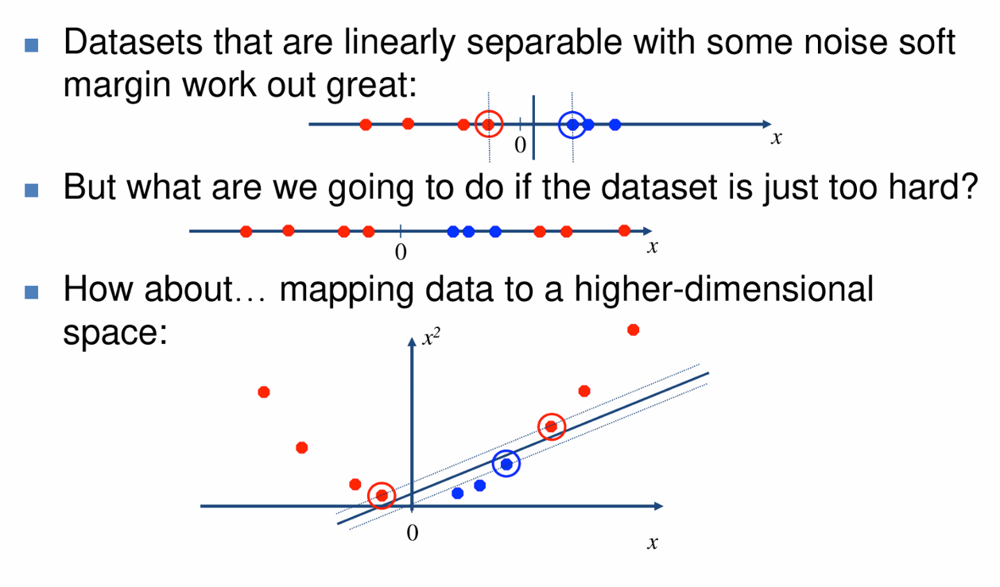 Datasets that are linearly separable with some noise soft
margin work out great:
0
x
But what are we going to do if the dataset is just too hard?
0
x
How about… mapping data to a higher-dimensional
space:
x²
0
x